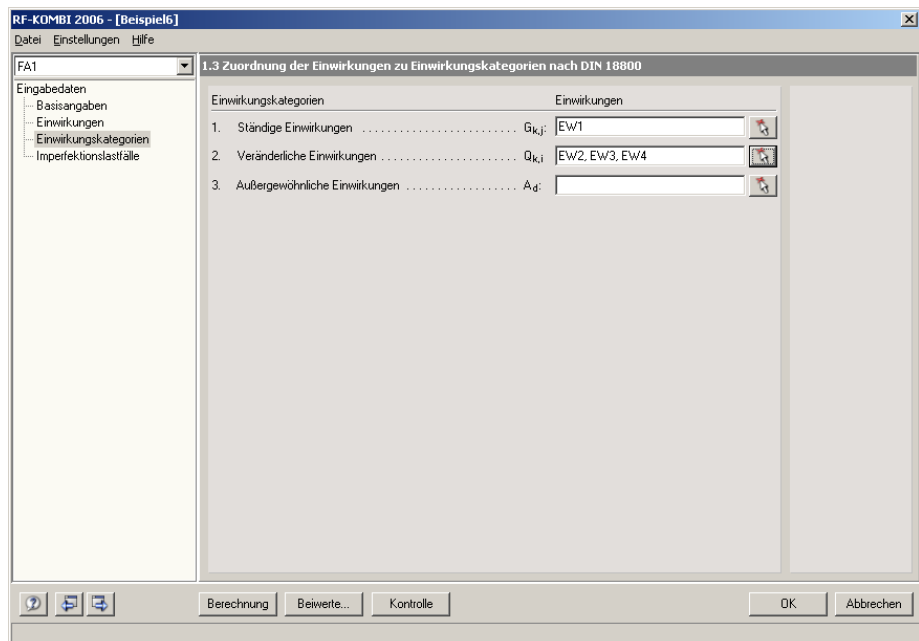 RF-KOMBI 2006 - [Beispiel6]
Datei Einstellungen Hilfe
FA1
1.3 Zuordnung der Einwirkungen zu Einwirkungskategorien nach DIN 18800
Eingabedaten
Basisangaben
Einwirkungen
Einwirkungskategorien
Imperfektionslastfälle
Einwirkungskategorien Einwirkungen
1. Ständige Einwirkungen ........................ Gk,j: EW1
2. Veränderliche Einwirkungen ..................... Qk,i EW2, EW3, EW4
3. Außergewöhnliche Einwirkungen .................. Ad:
Berechnung Beiwerte... Kontrolle OK Abbrechen